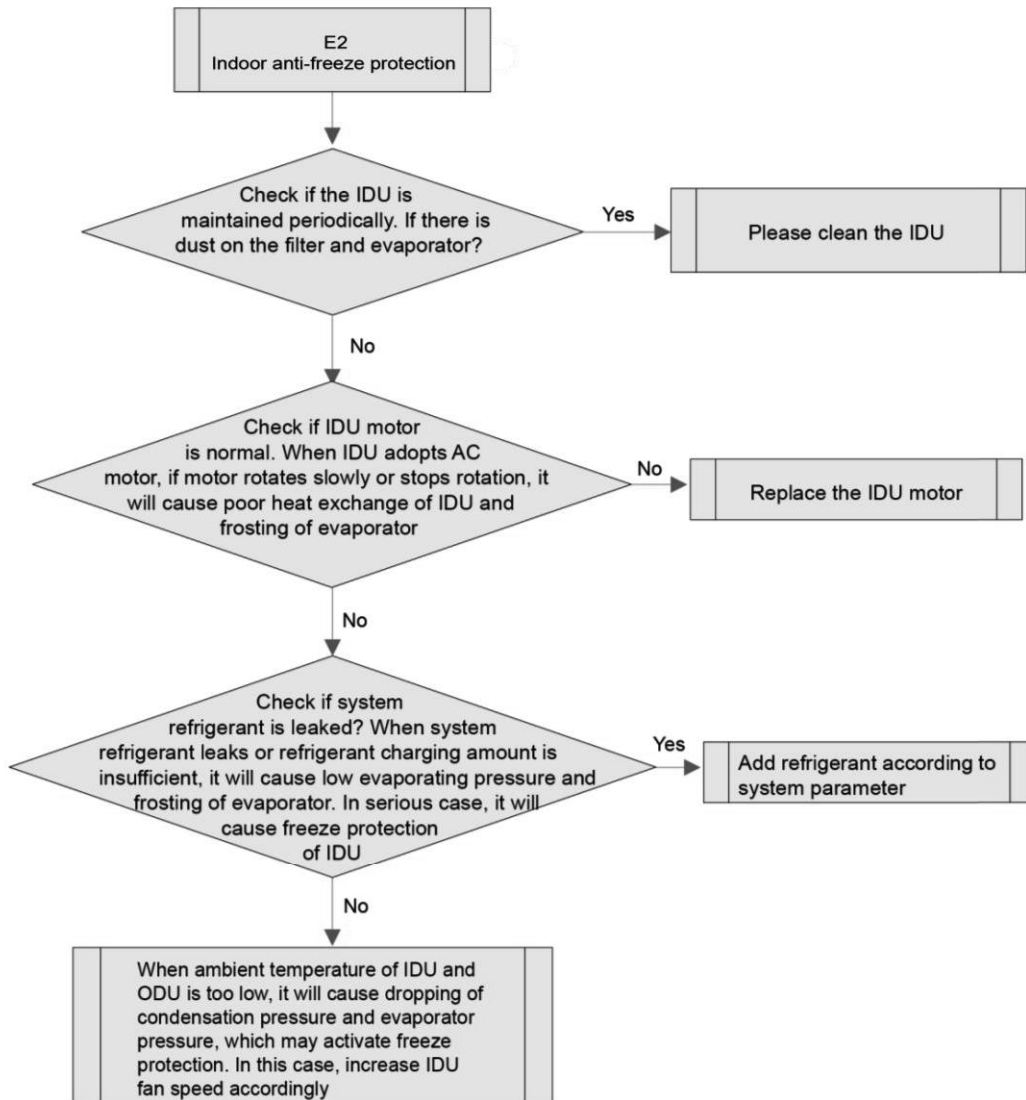 E2
Indoor anti-freeze protection
Check if the IDU is
maintained periodically. If there is
dust on the filter and evaporator?
Yes
Please clean the IDU
No
Check if IDU motor
is normal. When IDU adopts AC
motor, if motor rotates slowly or stops rotation, it
will cause poor heat exchange of IDU and
frosting of evaporator
No
Replace the IDU motor
No
Check if system
refrigerant is leaked? When system
refrigerant leaks or refrigerant charging amount is
insufficient, it will cause low evaporating pressure and
frosting of evaporator. In serious case, it will
cause freeze protection
of IDU
Yes
Add refrigerant according to
system parameter
No
When ambient temperature of IDU and
ODU is too low, it will cause dropping of
condensation pressure and evaporator
pressure, which may activate freeze
protection. In this case, increase IDU
fan speed accordingly